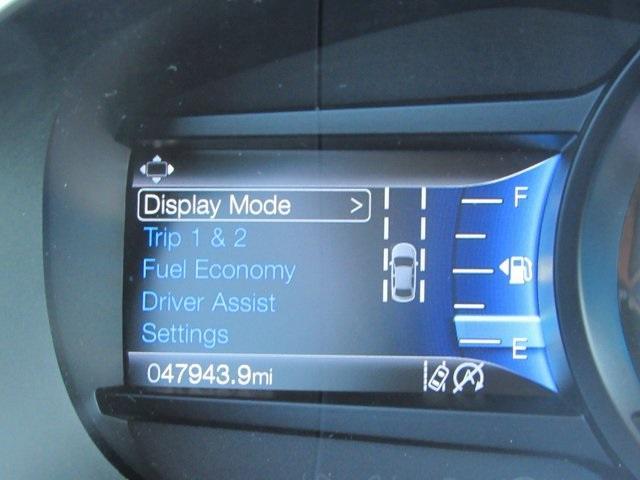 Display Mode >
Trip 1 & 2
Fuel Economy
Driver Assist
Settings
047943.9mi
F
E